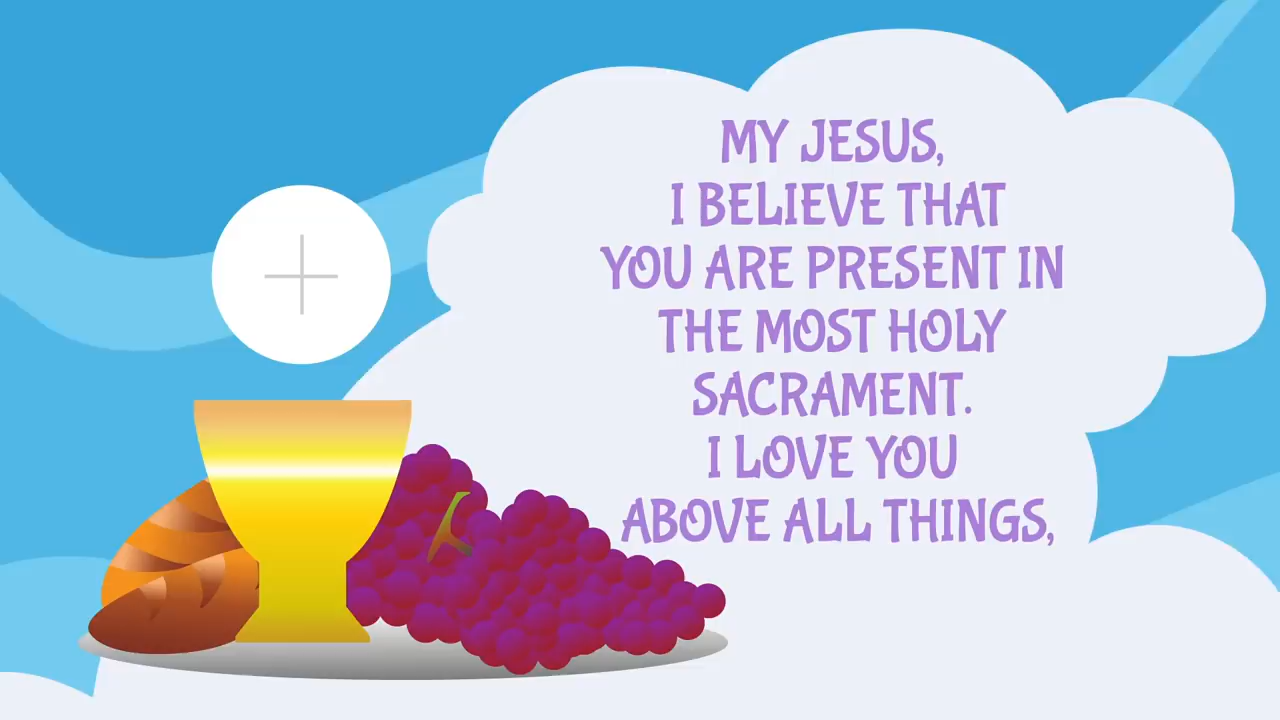 MY JESUS,
I BELIEVE THAT
YOU ARE PRESENT IN
THE MOST HOLY
SACRAMENT.
I LOVE YOU
ABOVE ALL THINGS,